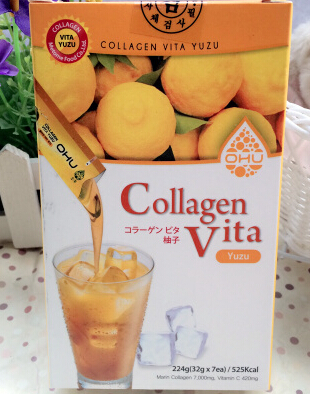 COLLAGEN
VITA
YUZU
COLLAGEN VITA YUZU
OHU
OHU
Collagen
コラーゲン ビタ
柚子
Vita
Yuzu
224g(32g x 7ea) / 525Kcal
Marin Collagen 7,000mg, Vitamin C 420mg